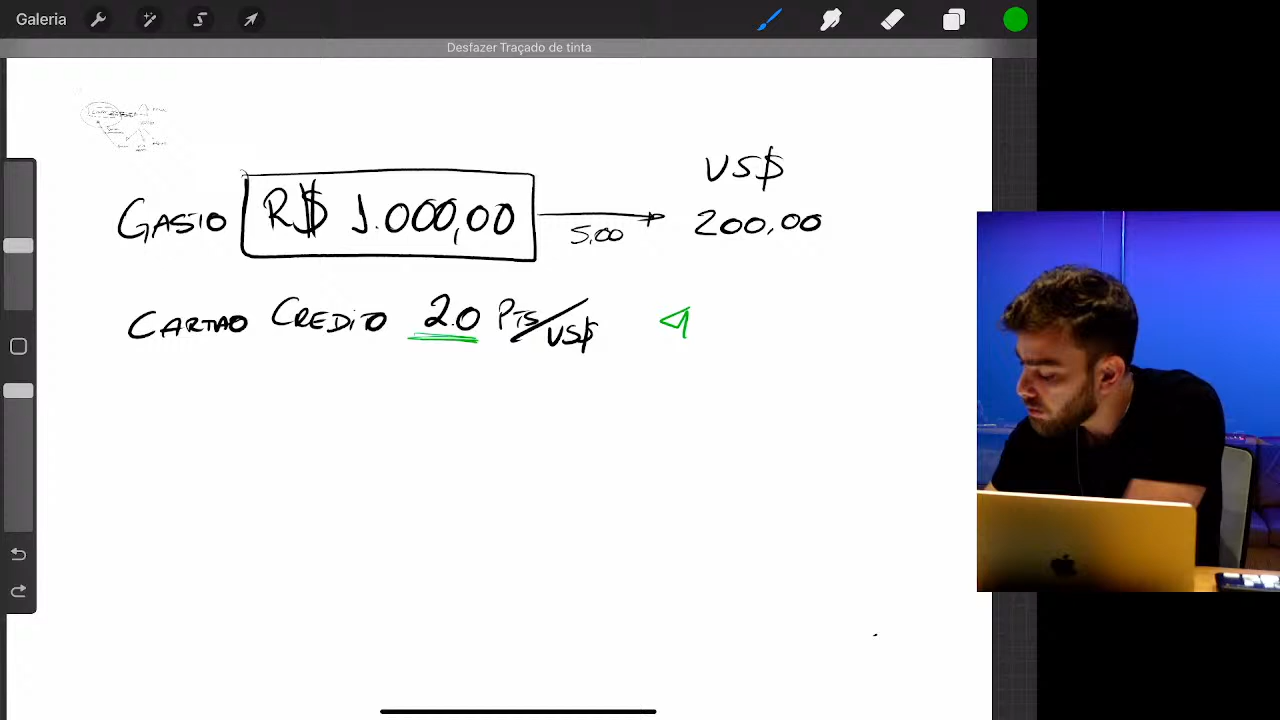 Galeria
Desfazer Traçado de tinta
US$
GASTO R$ 1.000,00 5,00 200,00
CARTAO CREDITO 2.0 PTS/US$